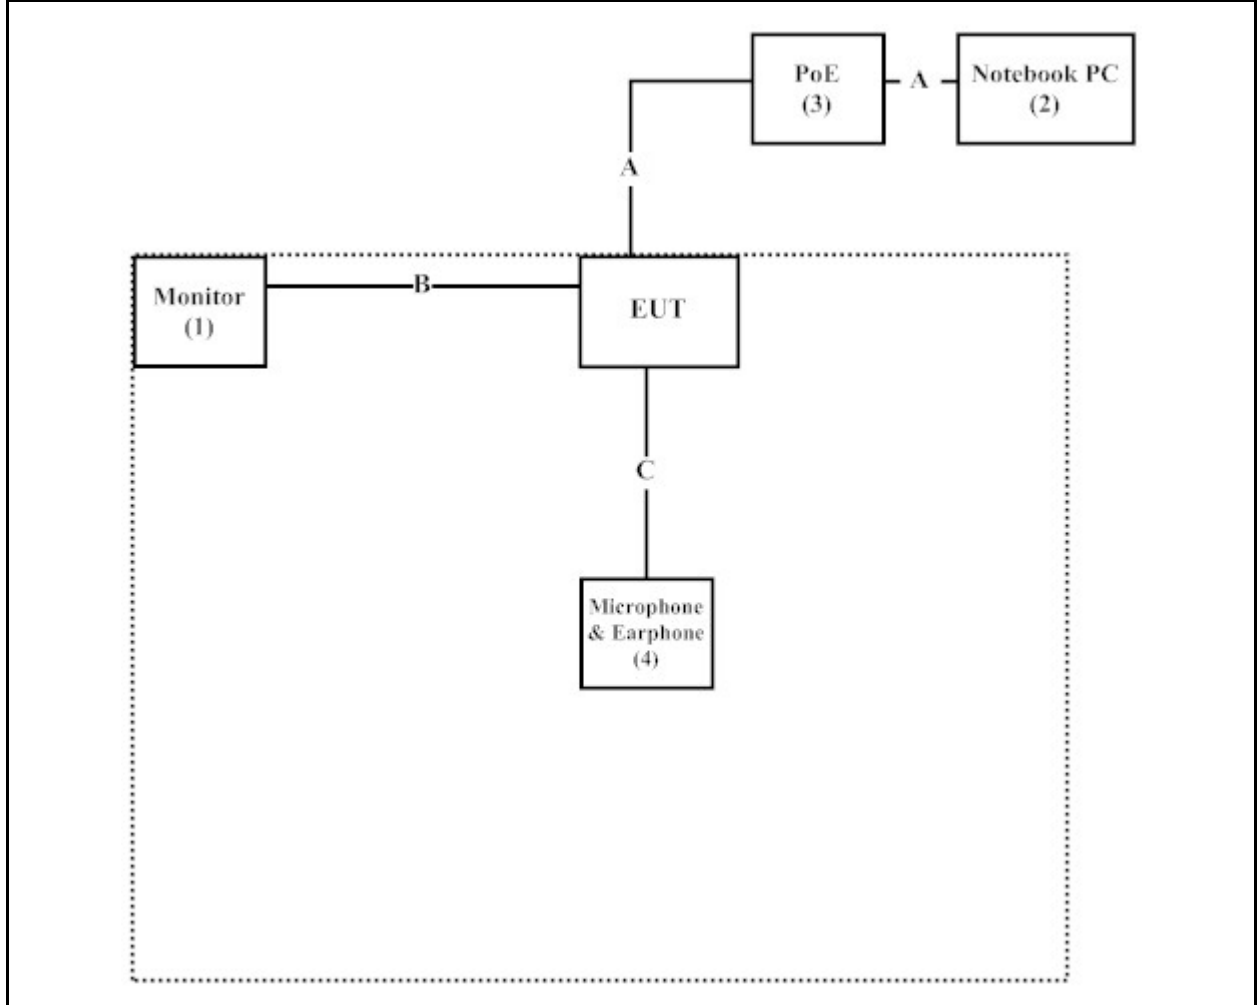 PoE
(3)
A
Notebook PC
(2)
A
Monitor
(1)
B
EUT
C
Microphone
& Earphone
(4)